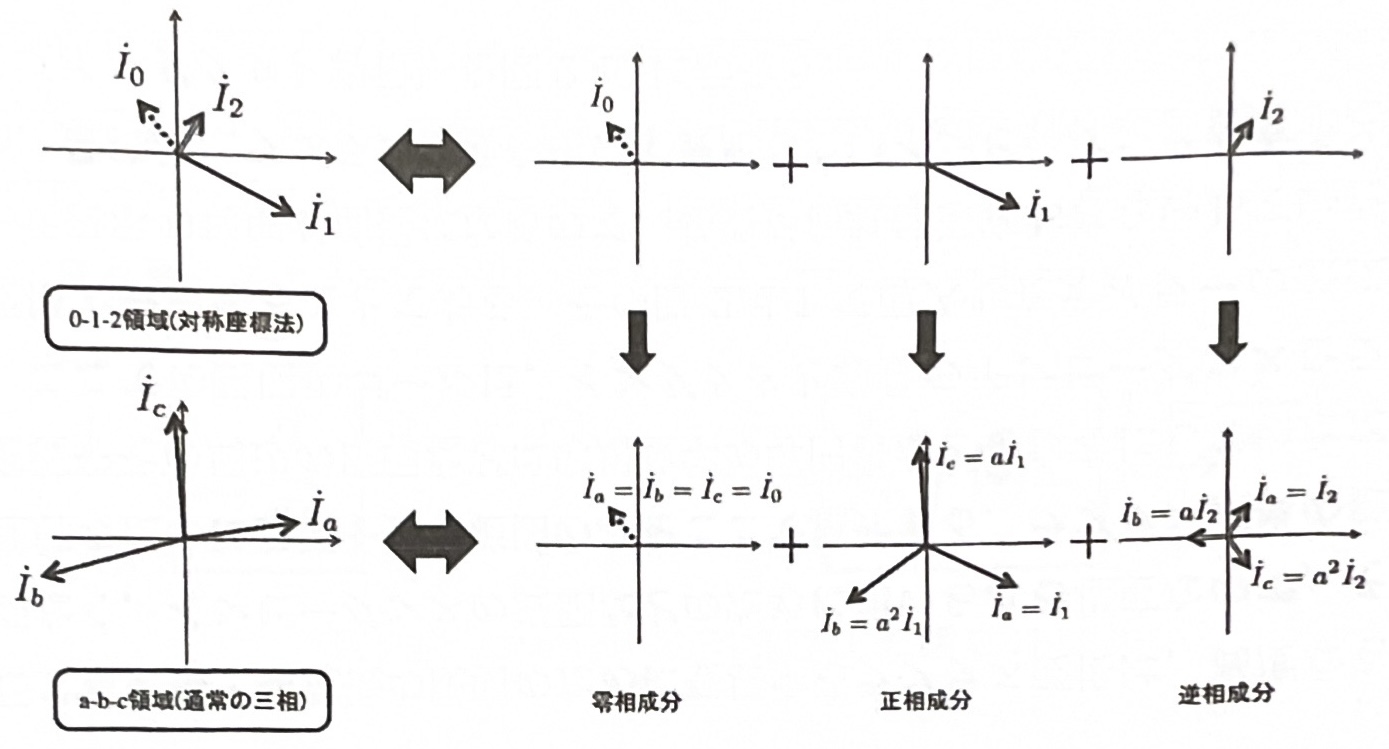 İ₀
İ₂
İ₁
0-1-2領域(対称座標法)
İ₀
+
İ₁
+
İ₂
İc
İa
İb
a-b-c領域(通常の三相)
İa = İb = İc = İ₀
零相成分
+
İc = aİ₁
İb = a²İ₁
İa = İ₁
正相成分
+
İb = aİ₂
İa = İ₂
İc = a²İ₂
逆相成分